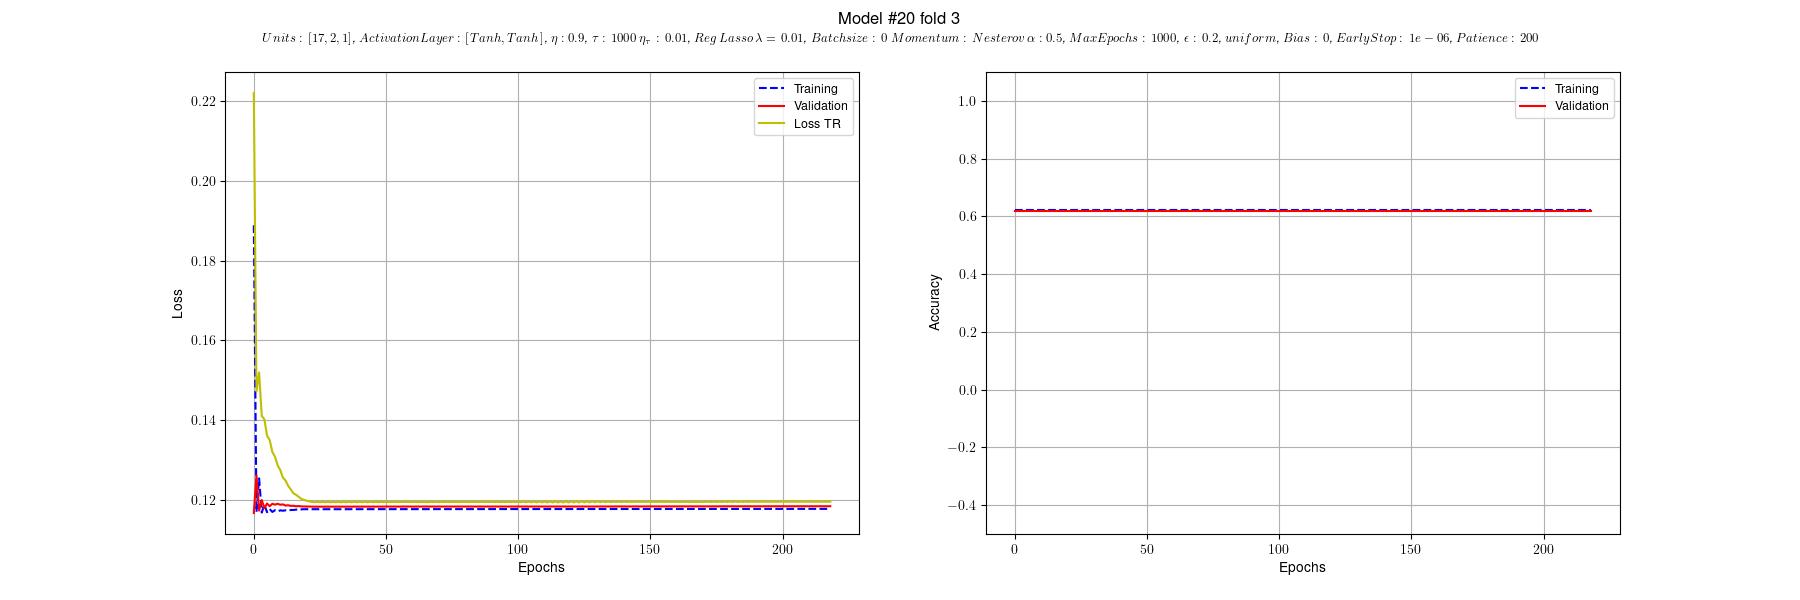 Model #20 fold 3
Units : [17, 2, 1], ActivationLayer : [Tanh, Tanh], η : 0.9, τ : 1000 η_τ : 0.01, Reg Lasso λ = 0.01, Batchsize : 0 Momentum : Nesterov α : 0.5, MaxEpochs : 1000, ϵ : 0.2, uniform, Bias : 0, EarlyStop : 1e − 06, Patience : 200
Training
Validation
Loss TR
0.22
0.20
0.18
0.16
0.14
0.12
Loss
0 50 100 150 200
Epochs
Training
Validation
1.0
0.8
0.6
0.4
0.2
0.0
−0.2
−0.4
Accuracy
0 50 100 150 200
Epochs